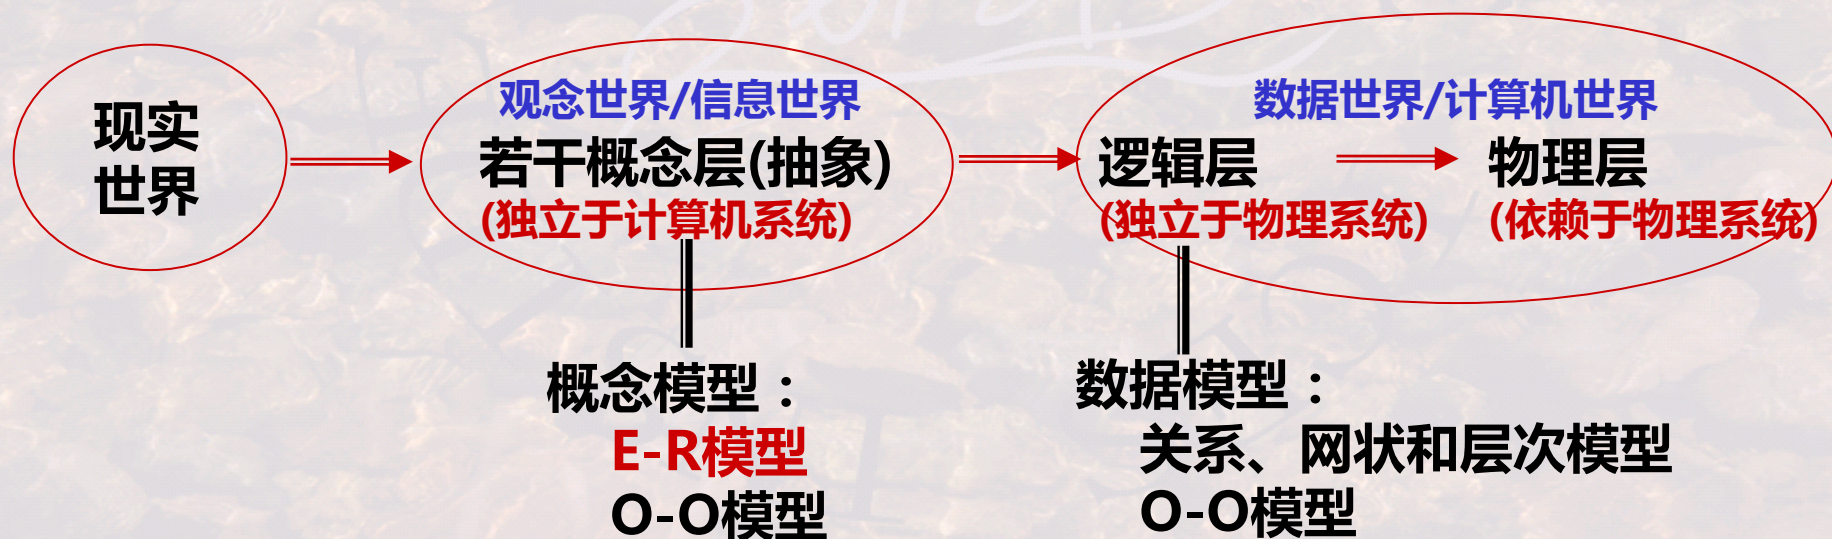 现实
世界
观念世界/信息世界
若干概念层(抽象)
(独立于计算机系统)
数据世界/计算机世界
逻辑层
(独立于物理系统)
物理层
(依赖于物理系统)
概念模型：
E-R模型
O-O模型
数据模型：
关系、网状和层次模型
O-O模型